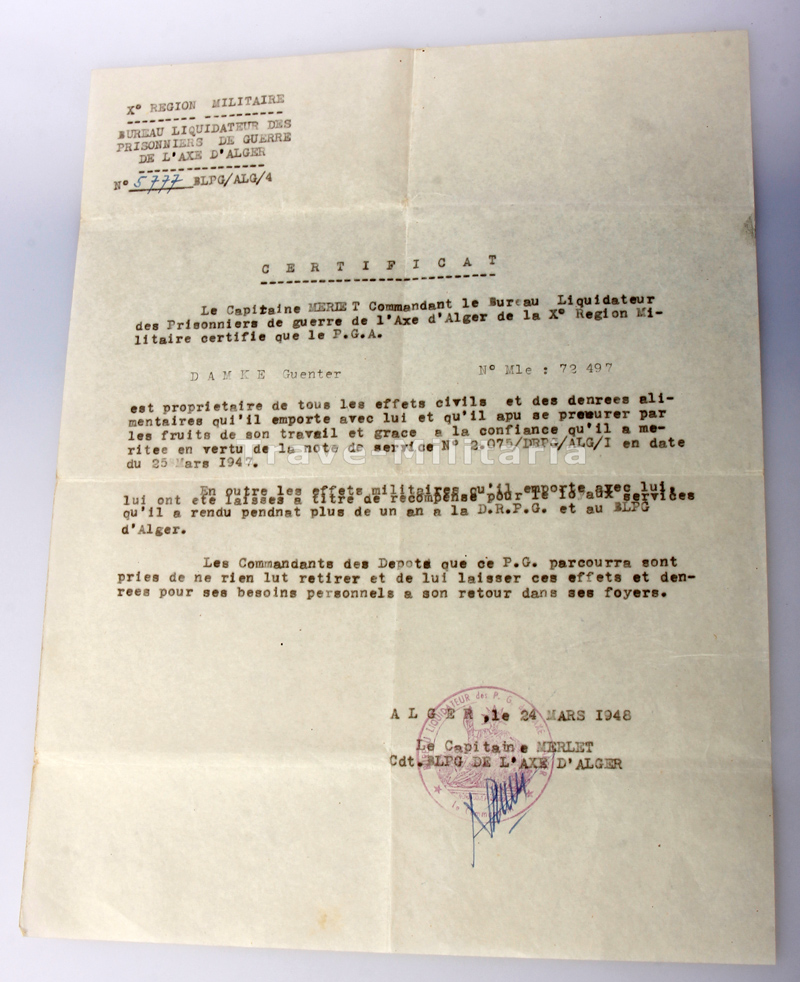 X° REGION MILITAIRE
BUREAU LIQUIDATEUR DES
PRISONNIERS DE GUERRE
DE L'AXE D'ALGER
N° 5777 BLPG/ALG/4
C E R T I F I C A T
Le Capitaine MERIET Commandant le Bureau Liquidateur
des Prisonniers de guerre de l'Axe d'Alger de la X° Region Mi-
litaire certifie que le P.G.A.
D A M K E Guenter N° Mle : 72 497
est proprietaire de tous les effets civils et des denrees ali-
mentaires qui'il emporte avec lui et qu'il apu se procurer par
les fruits de son travail et grace a la confiance qu'il a me-
ritee en vertu de la note de service N° 2.075/DRPG/ALG/I en date
du 25 Mars 1947.
rave-Militaria
En outre les effets militaires qu'il emporte avec lui,
lui ont ete laisses a titre de recompense pour le aux services
qu'il a rendu pendnat plus de un an a la D.R.P.G. et au BLPG
d'Alger.
Les Commandants des Depots que ce P.G. parcourra sont
pries de ne rien lut retirer et de lui laisser ces effets et den-
rees pour ses besoins personnels a son retour dans ses foyers.
A L G E R ,le 24 MARS 1948
Le Capitaine MERLET
Cdt. BLPG DE L'AXE D'ALGER
LIQUIDATEUR des P. G.